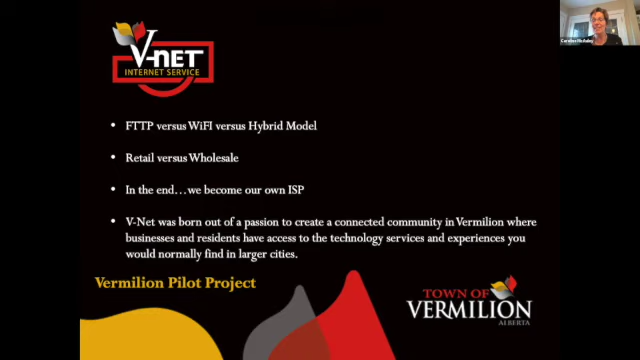 V-NET
INTERNET SERVICE
• FTTP versus WiFI versus Hybrid Model
• Retail versus Wholesale
• In the end…we become our own ISP
• V-Net was born out of a passion to create a connected community in Vermilion where
businesses and residents have access to the technology services and experiences you
would normally find in larger cities.
Vermilion Pilot Project
TOWN OF
VERMILION
ALBERTA